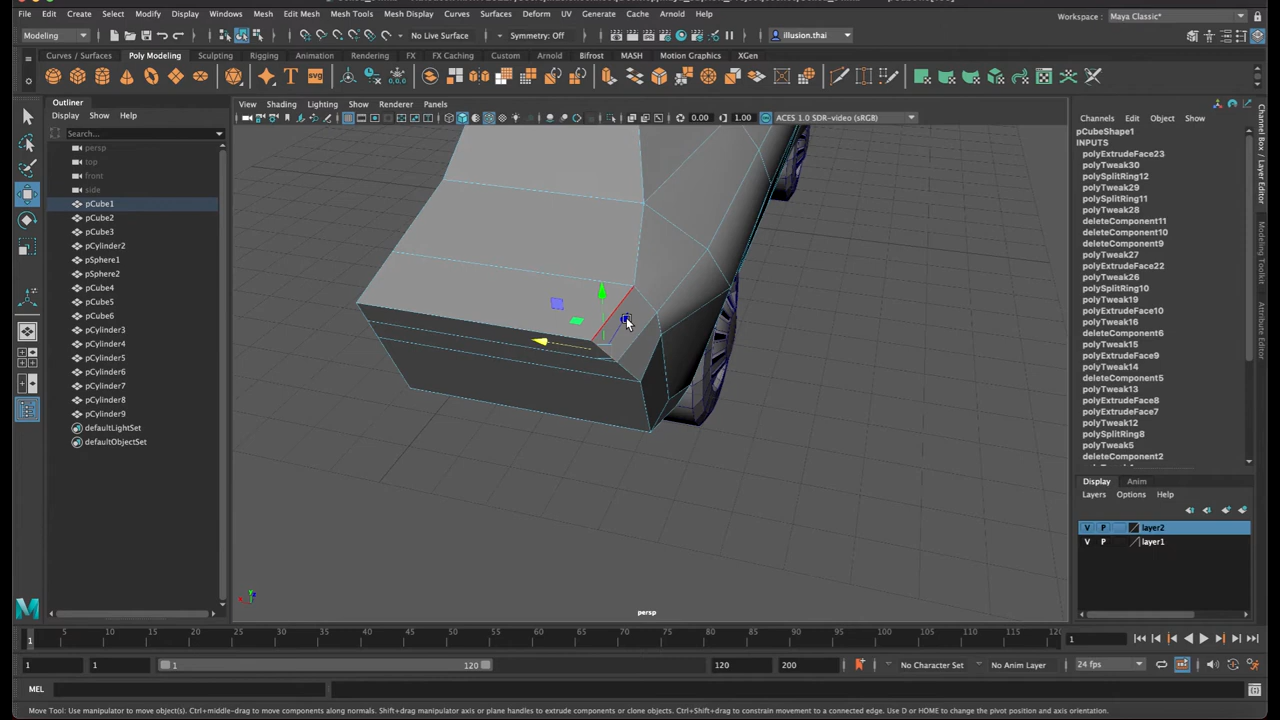 File Edit Create Select Modify Display Windows Mesh Edit Mesh Mesh Tools Mesh Display Curves Surfaces Deform UV Generate Cache Arnold Help
Workspace : Maya Classic*
Modeling No Live Surface Symmetry: Off illusion.thai
Curves / Surfaces Poly Modeling Sculpting Rigging Animation Rendering FX FX Caching Custom Arnold Bifrost MASH Motion Graphics XGen
Outliner
Display Show Help
Search...
persp
top
front
side
pCube1
pCube2
pCube3
pCylinder2
pSphere1
pSphere2
pCube4
pCube5
pCube6
pCylinder3
pCylinder4
pCylinder5
pCylinder6
pCylinder7
pCylinder8
pCylinder9
defaultLightSet
defaultObjectSet
View Shading Lighting Show Renderer Panels
0.00 1.00 ACES 1.0 SDR-video (sRGB)
persp
Channels Edit Object Show
pCubeShape1
INPUTS
polyExtrudeFace23
polyTweak30
polySplitRing12
polyTweak29
polySplitRing11
polyTweak28
deleteComponent11
deleteComponent10
deleteComponent9
polyTweak27
polyExtrudeFace22
polyTweak26
polySplitRing10
polyTweak19
polyExtrudeFace10
polyTweak16
deleteComponent6
polyExtrudeFace9
polyTweak14
deleteComponent5
polyTweak13
polyExtrudeFace8
polyExtrudeFace7
polyTweak12
polySplitRing8
polyTweak5
deleteComponent2
Display Anim
Layers Options Help
V P layer2
V P layer1
Channel Box / Layer Editor
Modeling Toolkit
Attribute Editor
1 5 10 15 20 25 30 35 40 45 50 55 60 65 70 75 80 85 90 95 100 105 110 115 120
1
1 1 1 120 120 200 No Character Set No Anim Layer 24 fps
MEL
Move Tool: Use manipulator to move object(s). Ctrl+middle-drag to move components along normals. Shift+drag manipulator axis or plane handles to extrude components or clone objects. Ctrl+Shift+drag to constrain movement to a connected edge. Use D or HOME to change the pivot position and axis orientation.